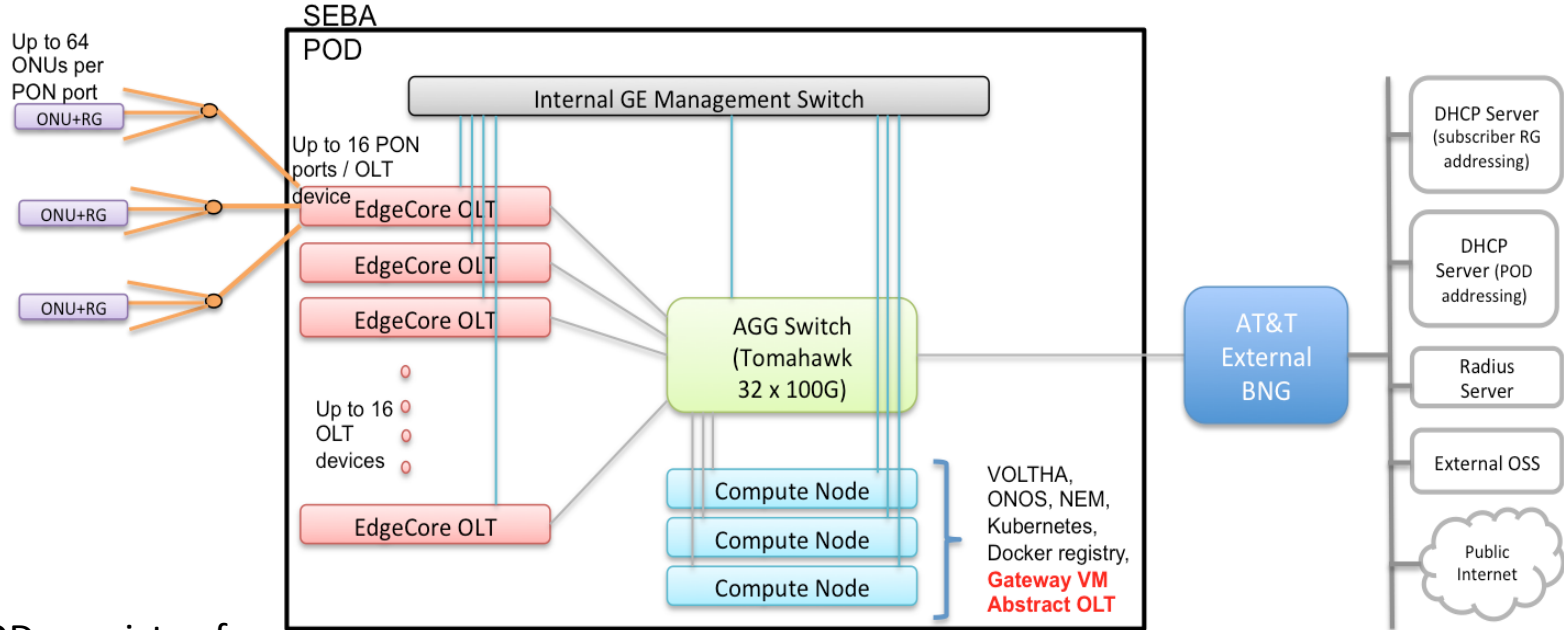 SEBA
POD
Up to 64
ONUs per
PON port
ONU+RG
ONU+RG
ONU+RG
Internal GE Management Switch
Up to 16 PON
ports / OLT
device
EdgeCore OLT
EdgeCore OLT
EdgeCore OLT
Up to 16
OLT
devices
EdgeCore OLT
AGG Switch
(Tomahawk
32 x 100G)
Compute Node
Compute Node
Compute Node
VOLTHA,
ONOS, NEM,
Kubernetes,
Docker registry,
Gateway VM
Abstract OLT
AT&T
External
BNG
DHCP Server
(subscriber RG
addressing)
DHCP
Server (POD
addressing)
Radius
Server
External OSS
Public
Internet